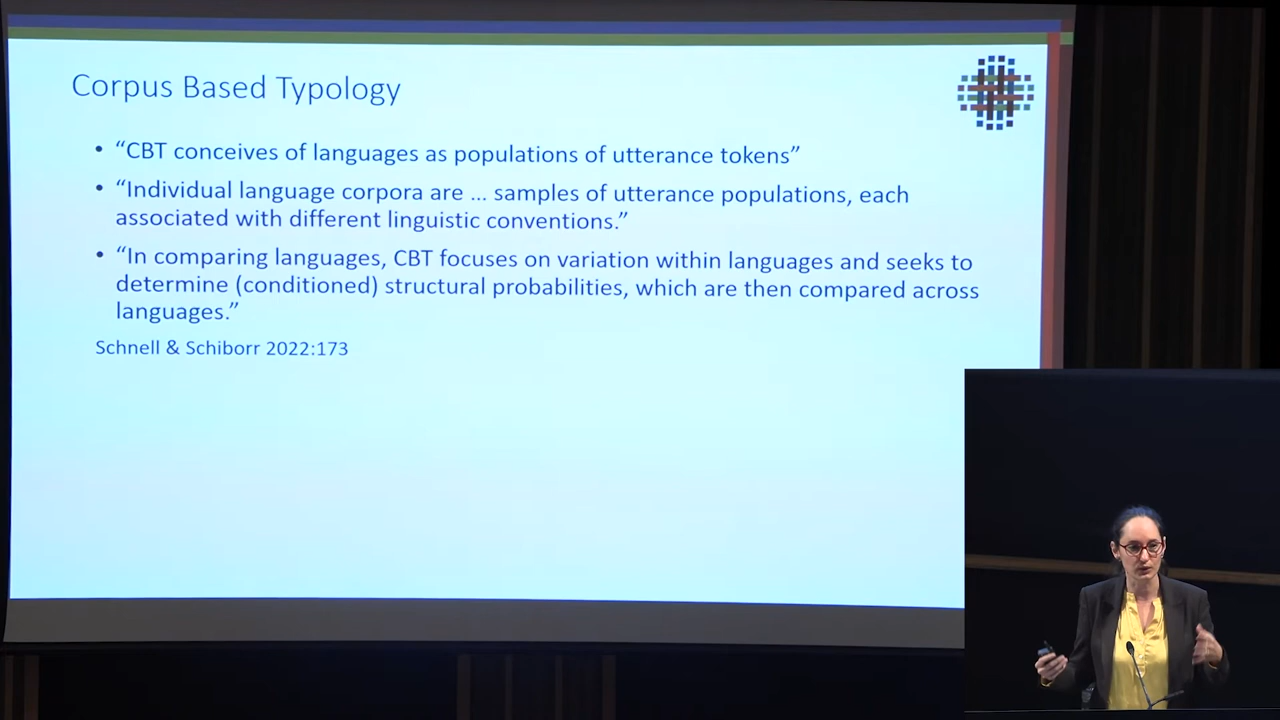 Corpus Based Typology
• “CBT conceives of languages as populations of utterance tokens”
• “Individual language corpora are ... samples of utterance populations, each
associated with different linguistic conventions.”
• “In comparing languages, CBT focuses on variation within languages and seeks to
determine (conditioned) structural probabilities, which are then compared across
languages.”
Schnell & Schiborr 2022:173